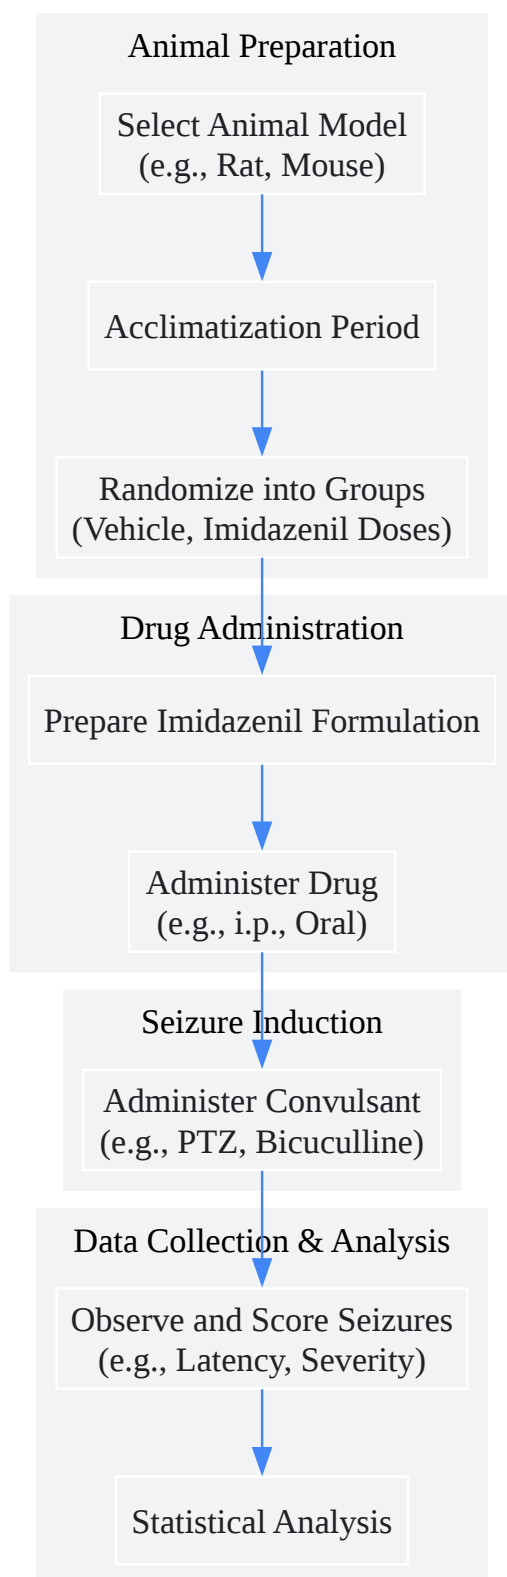 Animal Preparation
Select Animal Model
(e.g., Rat, Mouse)
Acclimatization Period
Randomize into Groups
(Vehicle, Imidazenil Doses)
Drug Administration
Prepare Imidazenil Formulation
Administer Drug
(e.g., i.p., Oral)
Seizure Induction
Administer Convulsant
(e.g., PTZ, Bicuculline)
Data Collection & Analysis
Observe and Score Seizures
(e.g., Latency, Severity)
Statistical Analysis